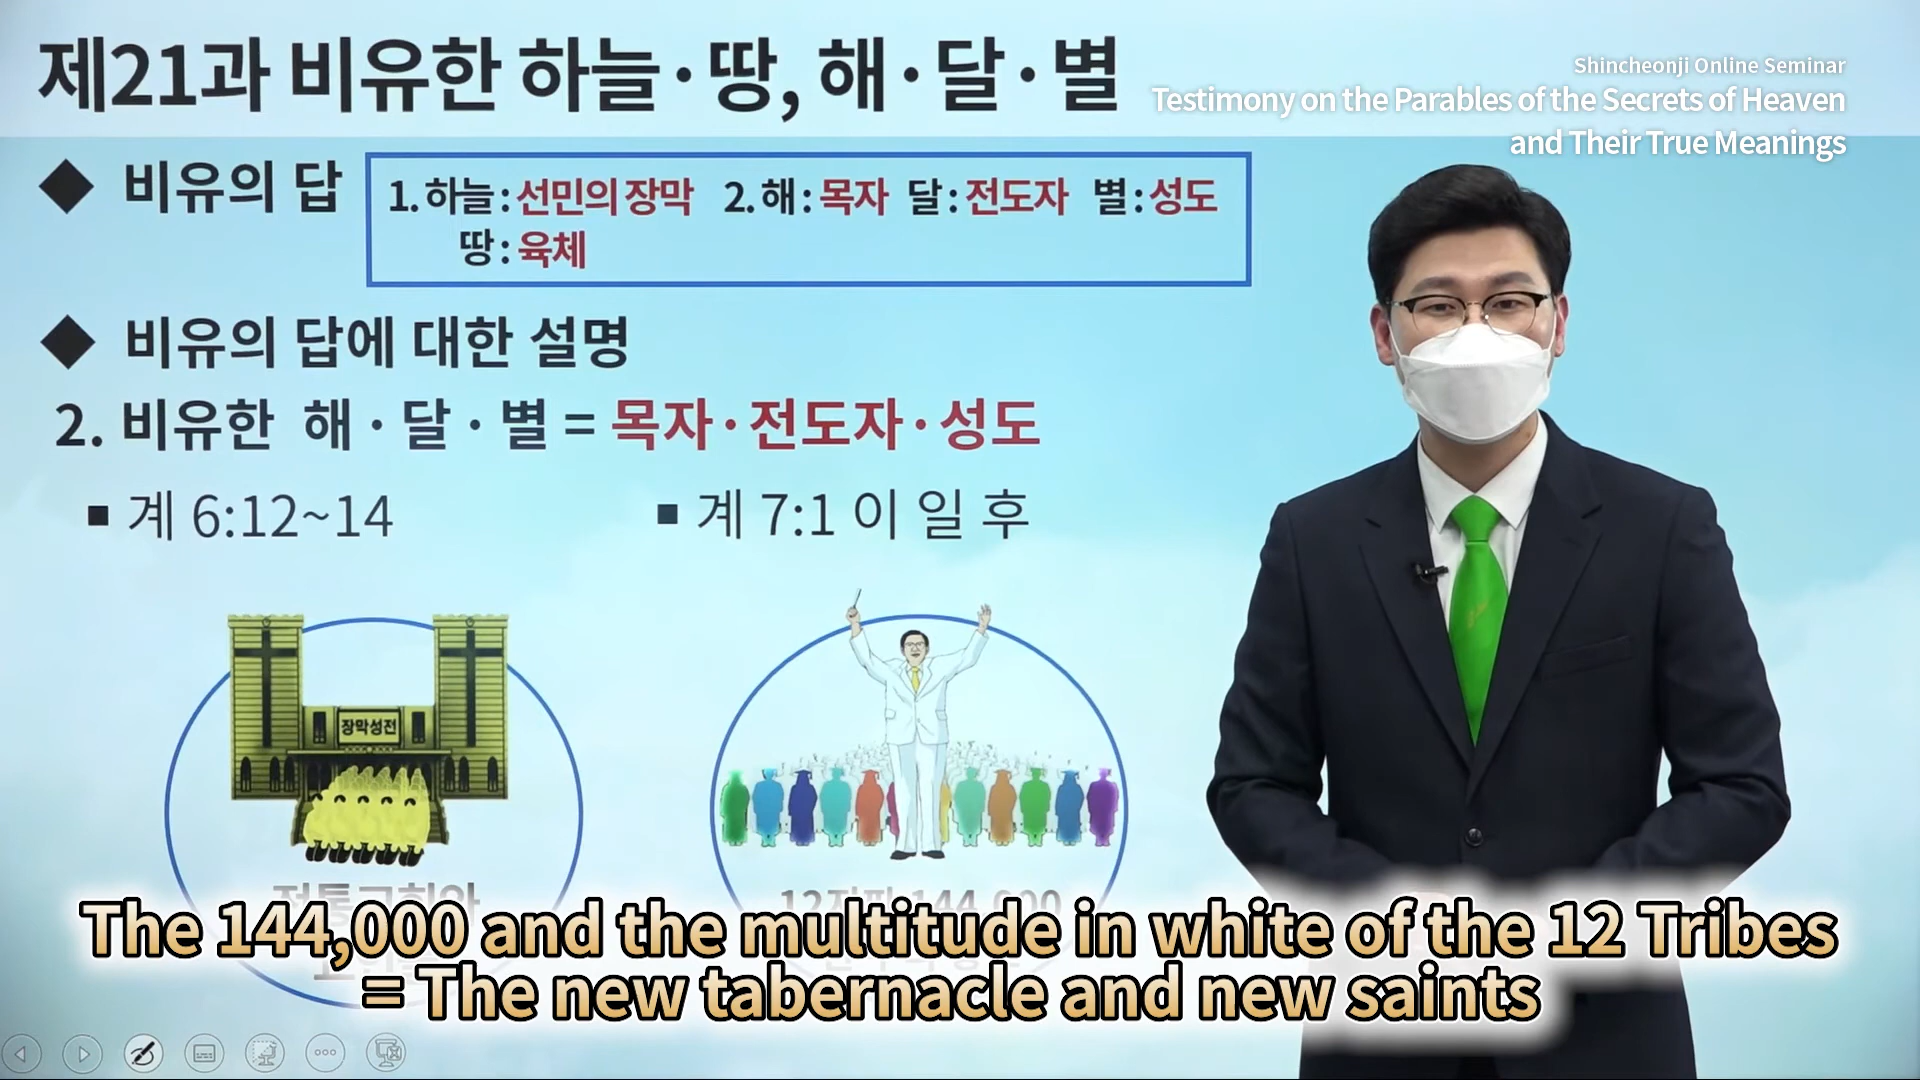 제21과 비유한 하늘·땅, 해·달·별
Shincheonji Online Seminar
Testimony on the Parables of the Secrets of Heaven
and Their True Meanings
◆ 비유의 답
1. 하늘 : 선민의 장막 2. 해 : 목자 달 : 전도자 별 : 성도
땅 : 육체
◆ 비유의 답에 대한 설명
2. 비유한 해·달·별 = 목자·전도자·성도
▪ 계 6:12~14
▪ 계 7:1 이 일 후
장막성전
The 144,000 and the multitude in white of the 12 Tribes
= The new tabernacle and new saints